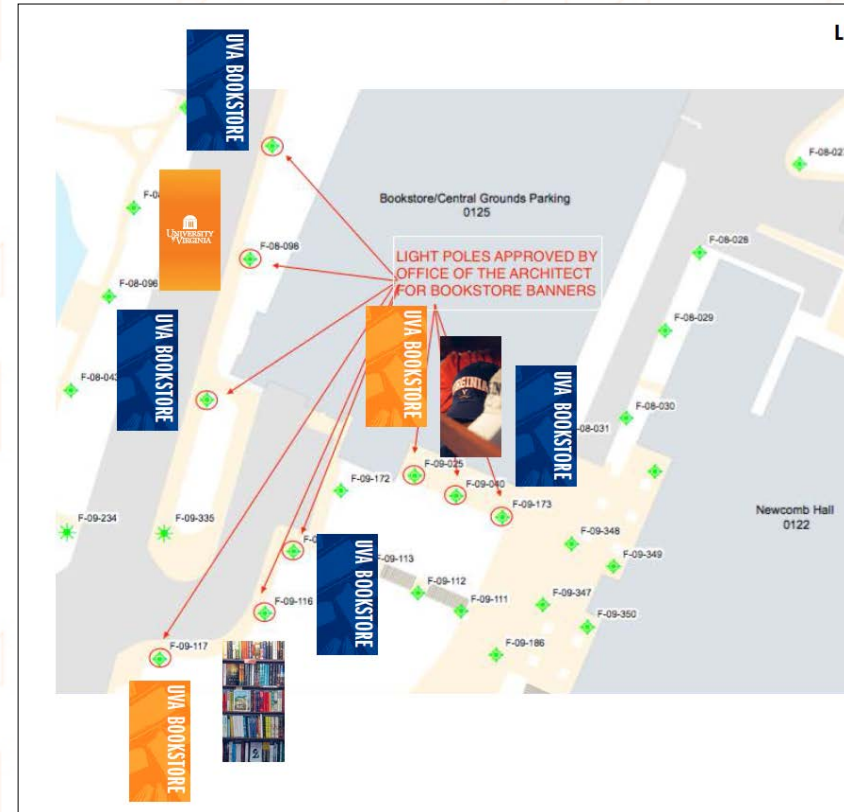 L
UVA BOOKSTORE
Bookstore/Central Grounds Parking
0125
F-08-02
UNIVERSITY
of VIRGINIA
F-08-098
F-08-028
LIGHT POLES APPROVED BY
OFFICE OF THE ARCHITECT
FOR BOOKSTORE BANNERS
F-08-096
UVA BOOKSTORE
UVA BOOKSTORE
VIRGINIA
UVA BOOKSTORE
F-08-029
F-08-043
F-08-030
-08-031
F-09-172
F-09-025
F-09-040
F-09-173
Newcomb Hall
0122
F-09-234
F-09-335
F-09-348
F-09-349
UVA BOOKSTORE
F-09-113
F-09-112
F-09-111
F-09-116
F-09-347
F-09-350
F-09-117
F-09-186
UVA BOOKSTORE